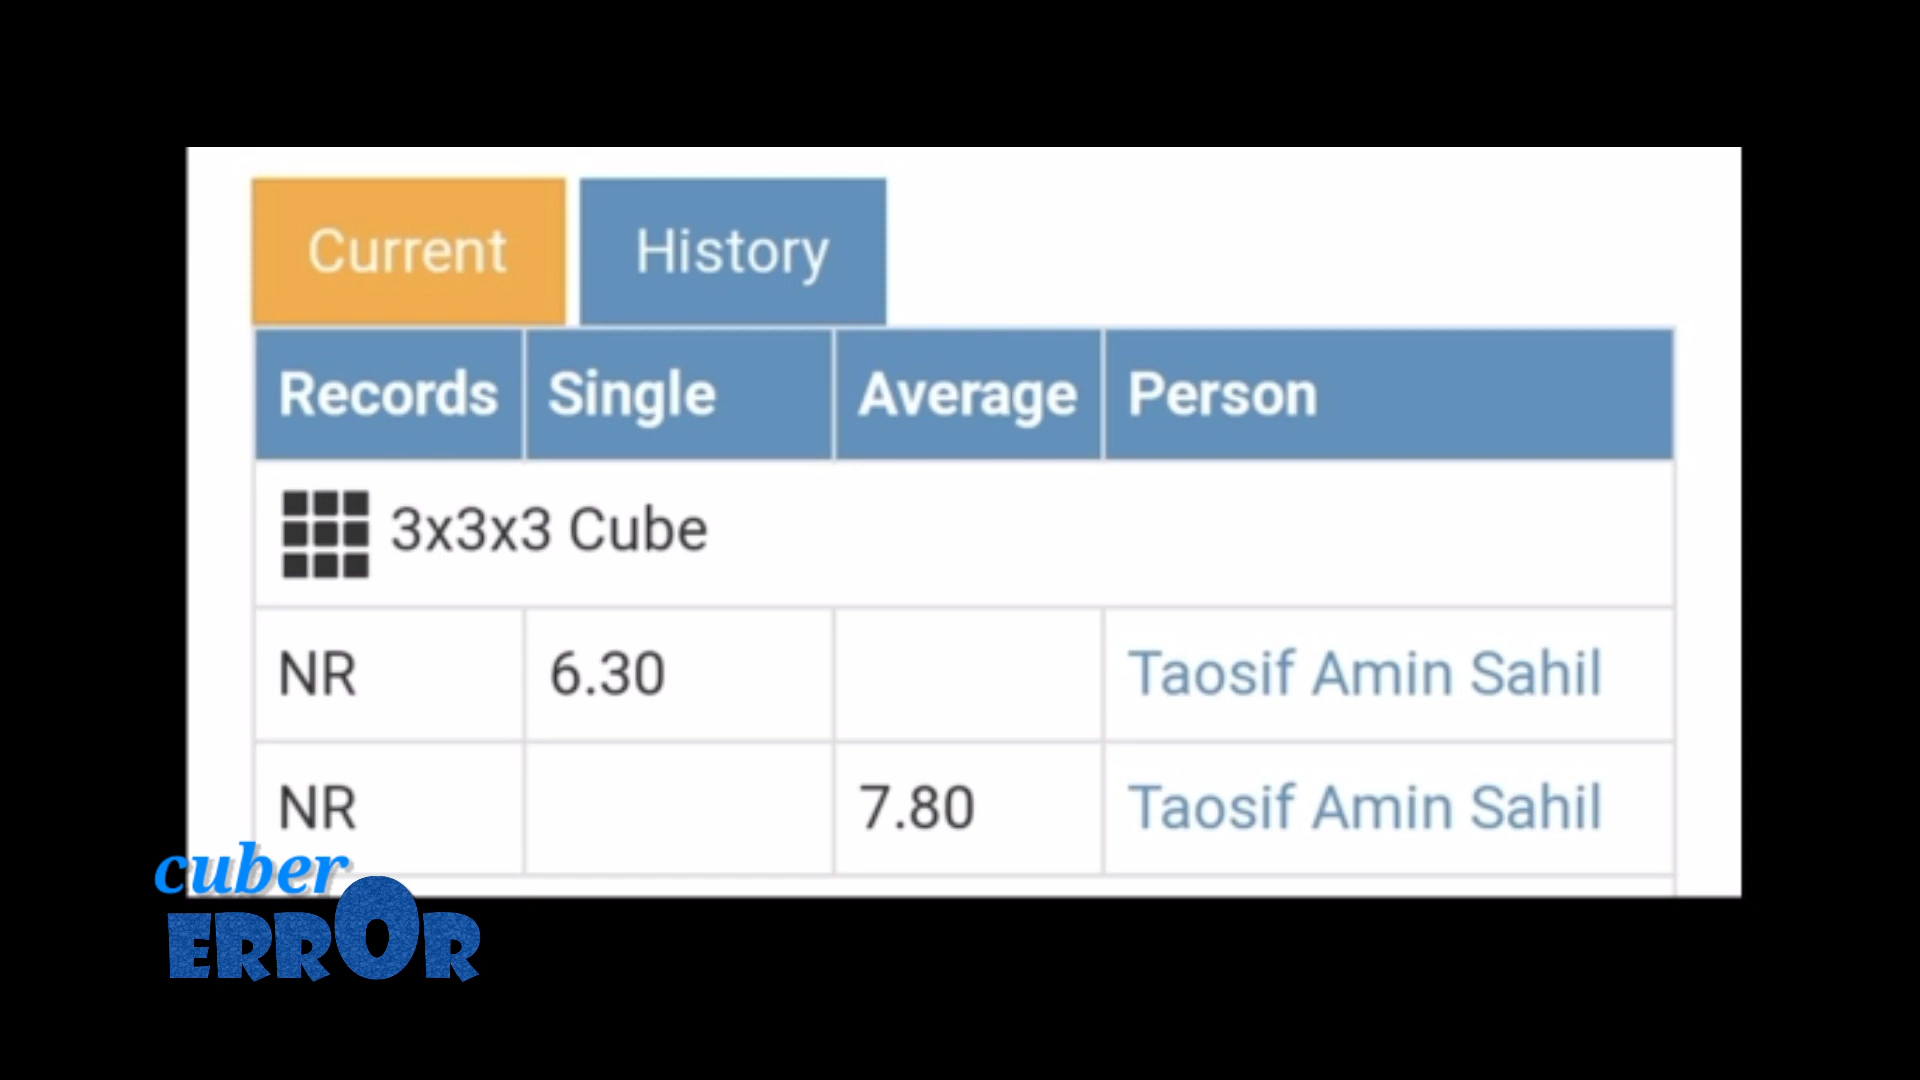 Current History
Records Single Average Person
3x3x3 Cube
NR 6.30 Taosif Amin Sahil
NR 7.80 Taosif Amin Sahil
cuber
ERROR